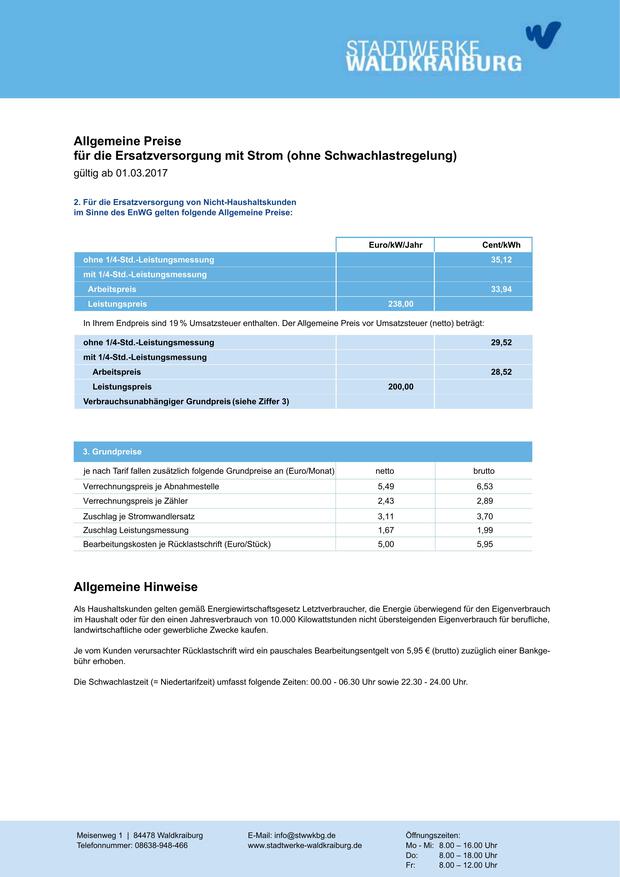 STADTWERKE
WALDKRAIBURG
Allgemeine Preise
für die Ersatzversorgung mit Strom (ohne Schwachlastregelung)
gültig ab 01.03.2017
2. Für die Ersatzversorgung von Nicht-Haushaltskunden
im Sinne des EnWG gelten folgende Allgemeine Preise:
Euro/kW/Jahr Cent/kWh
ohne 1/4-Std.-Leistungsmessung 35,12
mit 1/4-Std.-Leistungsmessung
Arbeitspreis 33,94
Leistungspreis 238,00
In Ihrem Endpreis sind 19 % Umsatzsteuer enthalten. Der Allgemeine Preis vor Umsatzsteuer (netto) beträgt:
ohne 1/4-Std.-Leistungsmessung 29,52
mit 1/4-Std.-Leistungsmessung
Arbeitspreis 28,52
Leistungspreis 200,00
Verbrauchsunabhängiger Grundpreis (siehe Ziffer 3)
3. Grundpreise
je nach Tarif fallen zusätzlich folgende Grundpreise an (Euro/Monat) netto brutto
Verrechnungspreis je Abnahmestelle 5,49 6,53
Verrechnungspreis je Zähler 2,43 2,89
Zuschlag je Stromwandlersatz 3,11 3,70
Zuschlag Leistungsmessung 1,67 1,99
Bearbeitungskosten je Rücklastschrift (Euro/Stück) 5,00 5,95
Allgemeine Hinweise
Als Haushaltskunden gelten gemäß Energiewirtschaftsgesetz Letztverbraucher, die Energie überwiegend für den Eigenverbrauch
im Haushalt oder für den einen Jahresverbrauch von 10.000 Kilowattstunden nicht übersteigenden Eigenverbrauch für berufliche,
landwirtschaftliche oder gewerbliche Zwecke kaufen.
Je vom Kunden verursachter Rücklastschrift wird ein pauschales Bearbeitungsentgelt von 5,95 € (brutto) zuzüglich einer Bankge-
bühr erhoben.
Die Schwachlastzeit (= Niedertarifzeit) umfasst folgende Zeiten: 00.00 - 06.30 Uhr sowie 22.30 - 24.00 Uhr.
Meisenweg 1 | 84478 Waldkraiburg
Telefonnummer: 08638-948-466
E-Mail: info@stwwkbg.de
www.stadtwerke-waldkraiburg.de
Öffnungszeiten:
Mo - Mi: 8.00 – 16.00 Uhr
Do: 8.00 – 18.00 Uhr
Fr: 8.00 – 12.00 Uhr